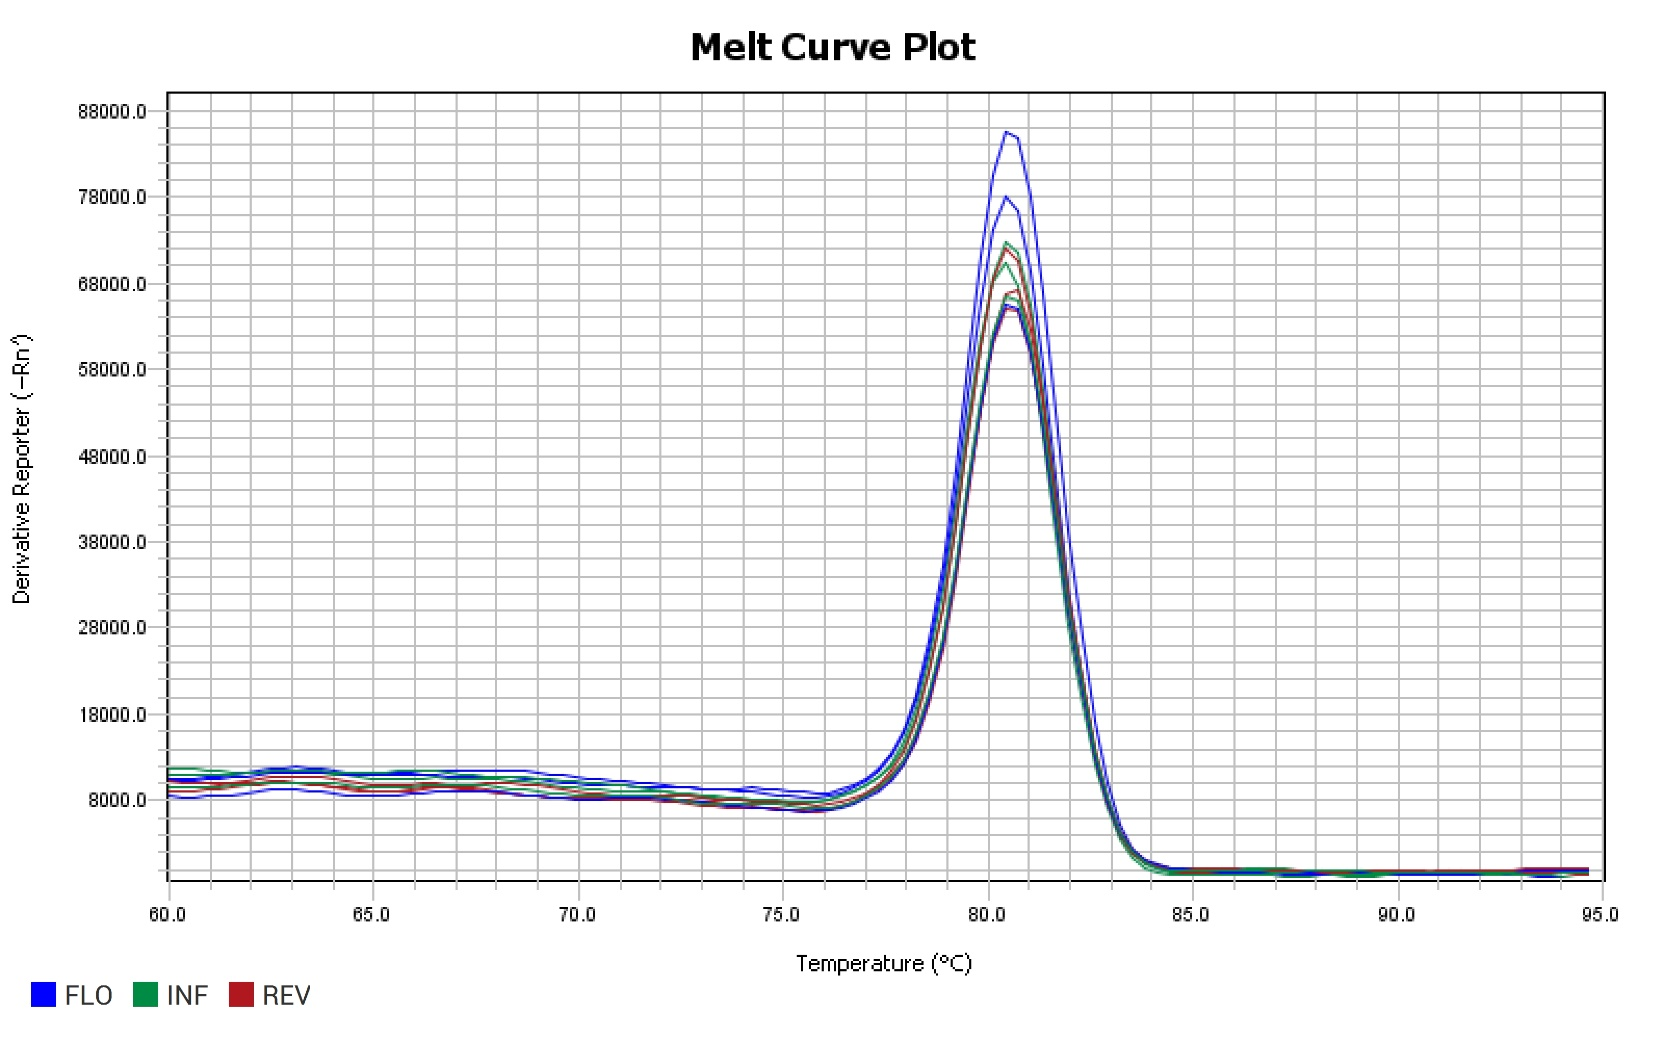 Melt Curve Plot
88000.0
78000.0
68000.0
58000.0
48000.0
38000.0
28000.0
18000.0
8000.0
Derivative Reporter (-Rn')
60.0 65.0 70.0 75.0 80.0 85.0 90.0 95.0
Temperature (°C)
FLO INF REV